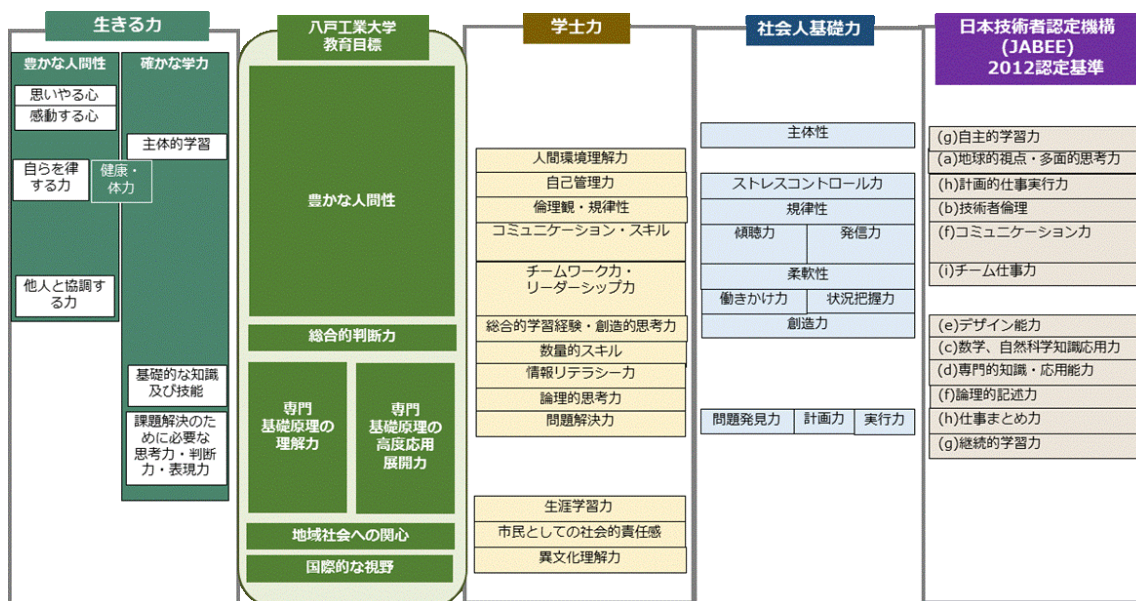 生きる力
豊かな人間性
思いやる心
感動する心
自らを律
する力
健康・
体力
他人と協調す
る力
確かな学力
主体的学習
基礎的な知識
及び技能
課題解決のた
めに必要な
思考力・判断
力・表現力
八戸工業大学
教育目標
豊かな人間性
総合的判断力
専門
基礎原理の
理解力
専門
基礎原理の
高度応用
展開力
地域社会への関心
国際的な視野
学士力
人間環境理解力
自己管理力
倫理観・規律性
コミュニケーション・スキル
チームワーク力・
リーダーシップ力
総合的学習経験・創造的思考力
数量的スキル
情報リテラシー力
論理的思考力
問題解決力
生涯学習力
市民としての社会的責任感
異文化理解力
社会人基礎力
主体性
ストレスコントロール力
規律性
傾聴力
発信力
柔軟性
働きかけ力
状況把握力
創造力
問題発見力
計画力
実行力
日本技術者認定機構
(JABEE)
2012認定基準
(g)自主的学習力
(a)地球的視点・多面的思考力
(h)計画的仕事実行力
(b)技術者倫理
(f)コミュニケーション力
(i)チーム仕事力
(e)デザイン能力
(c)数学、自然科学知識応用力
(d)専門的知識・応用能力
(f)論理的記述力
(h)仕事まとめ力
(g)継続的学習力